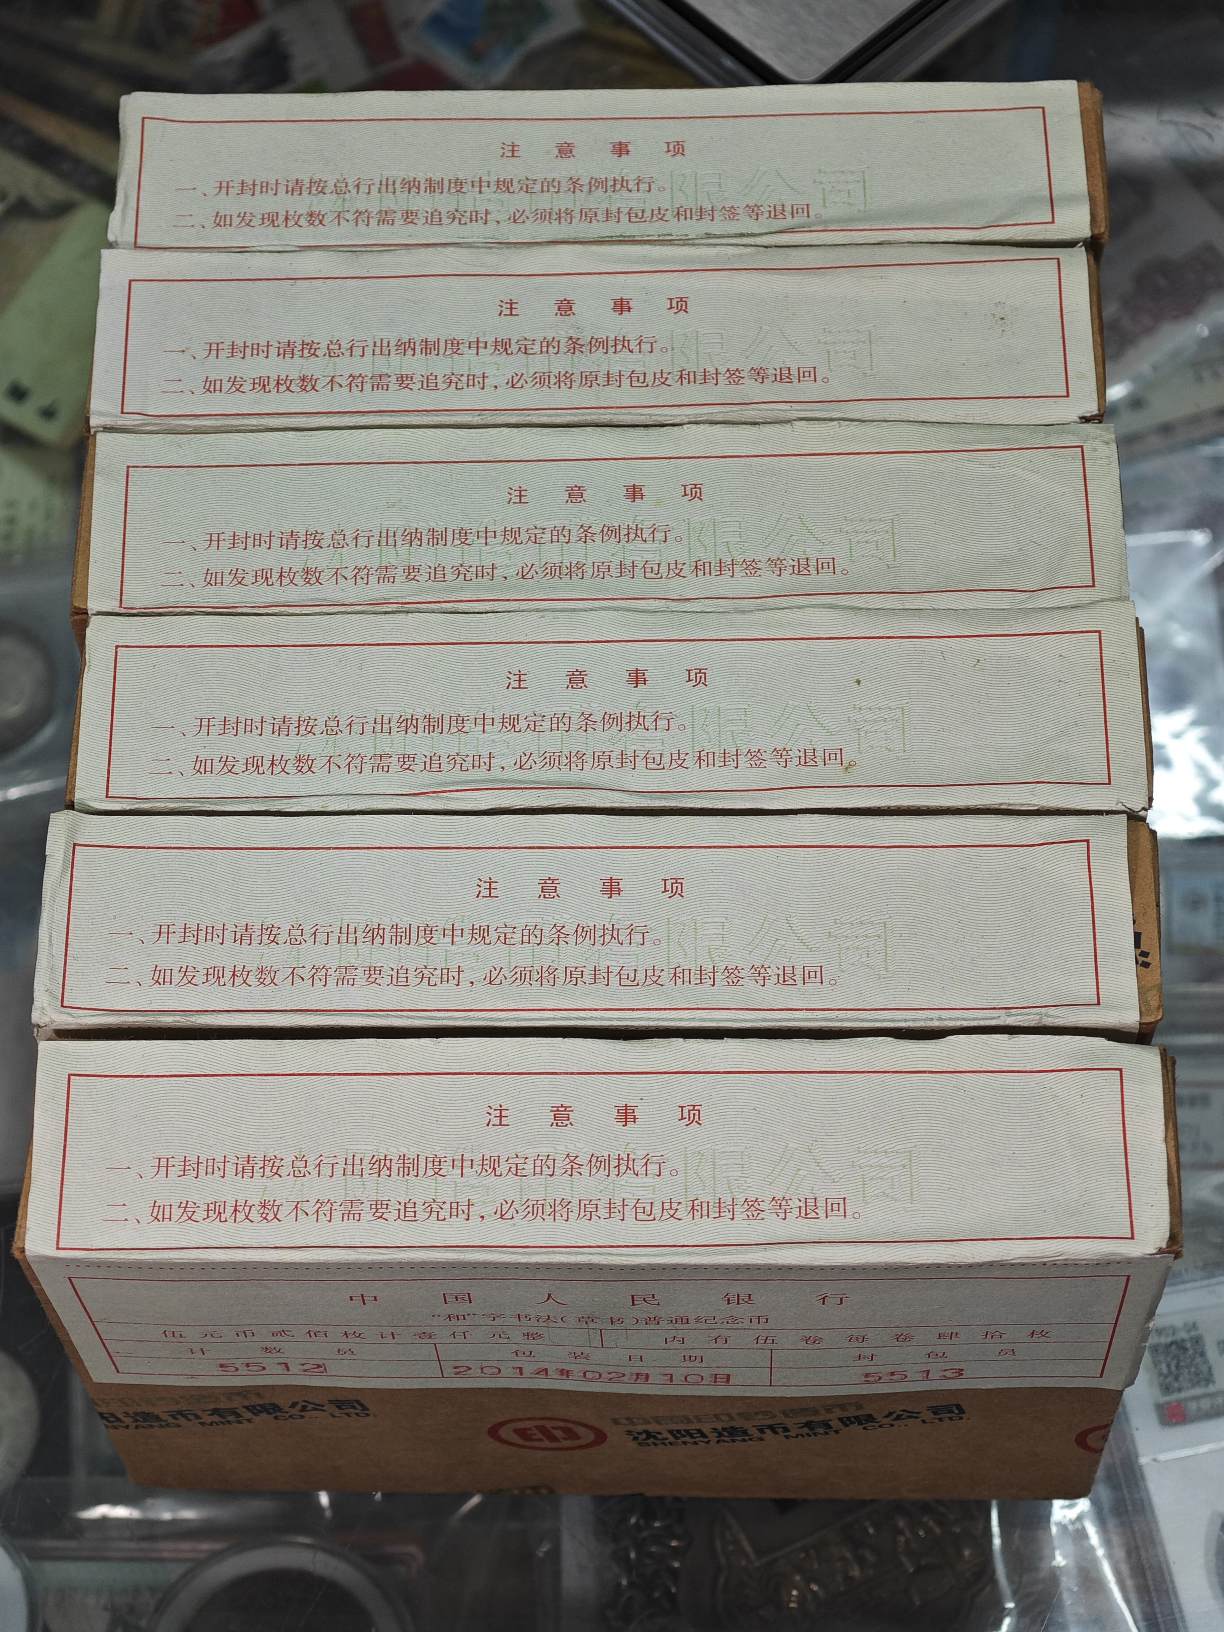 注意事项
一、开封时请按总行出纳制度中规定的条例执行。
二、如发现枚数不符需要追究时，必须将原封包皮和封签等退回。
注意事项
一、开封时请按总行出纳制度中规定的条例执行。
二、如发现枚数不符需要追究时，必须将原封包皮和封签等退回。
注意事项
一、开封时请按总行出纳制度中规定的条例执行。
二、如发现枚数不符需要追究时，必须将原封包皮和封签等退回。
注意事项
一、开封时请按总行出纳制度中规定的条例执行。
二、如发现枚数不符需要追究时，必须将原封包皮和封签等退回。
注意事项
一、开封时请按总行出纳制度中规定的条例执行。
二、如发现枚数不符需要追究时，必须将原封包皮和封签等退回。
注意事项
一、开封时请按总行出纳制度中规定的条例执行。
二、如发现枚数不符需要追究时，必须将原封包皮和封签等退回。
中国人民银行
“和”字书法（草书）普通纪念币
伍元币贰佰枚计壹仟元整 内有伍卷每卷肆拾枚
计数员 包装日期 封包员
5512 2014年02月10日 5513
阳造币有限公司 沈阳造币有限公司
YANG MINT CO., LTD. SHENYANG MINT CO., LTD.